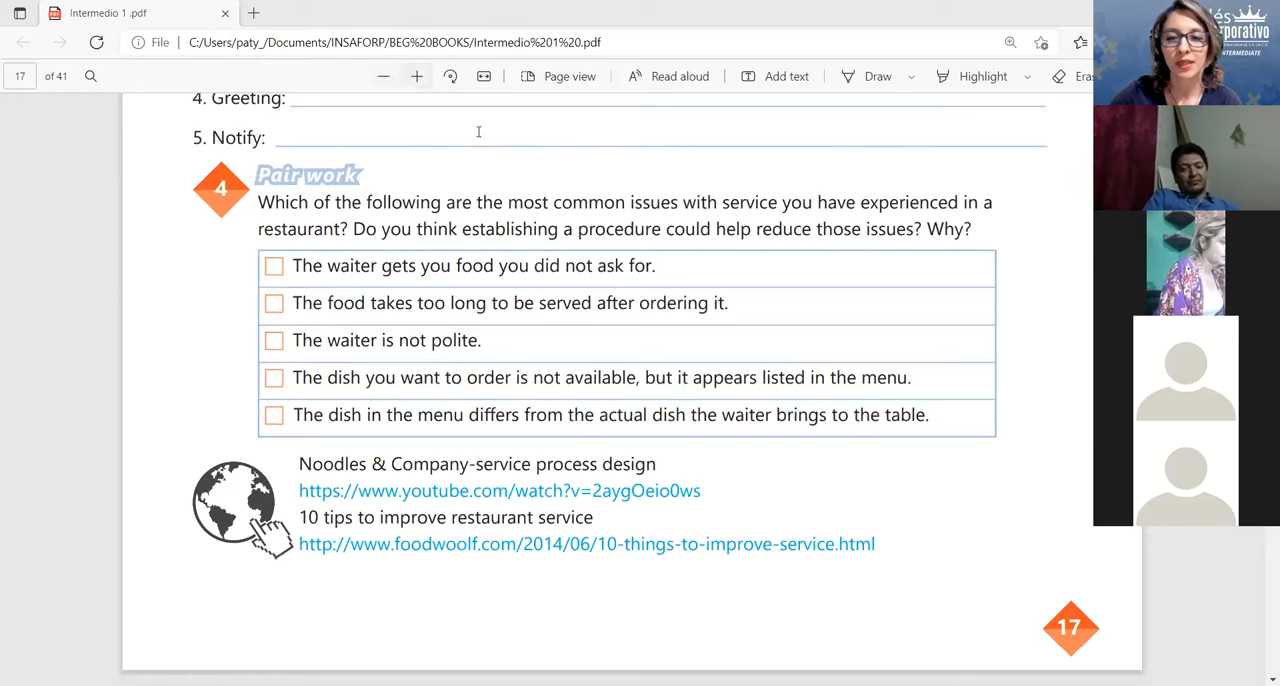 Intermedio 1 .pdf
File C:/Users/paty_/Documents/INSAFORP/BEG%20BOOKS/Intermedio%201%20.pdf
17 of 41 Page view Read aloud Add text Draw Highlight Eras
és
rporativo
INTERMEDIATE
4. Greeting:
5. Notify:
4 Pair work
Which of the following are the most common issues with service you have experienced in a
restaurant? Do you think establishing a procedure could help reduce those issues? Why?
The waiter gets you food you did not ask for.
The food takes too long to be served after ordering it.
The waiter is not polite.
The dish you want to order is not available, but it appears listed in the menu.
The dish in the menu differs from the actual dish the waiter brings to the table.
Noodles & Company-service process design
https://www.youtube.com/watch?v=2aygOeio0ws
10 tips to improve restaurant service
http://www.foodwoolf.com/2014/06/10-things-to-improve-service.html
17